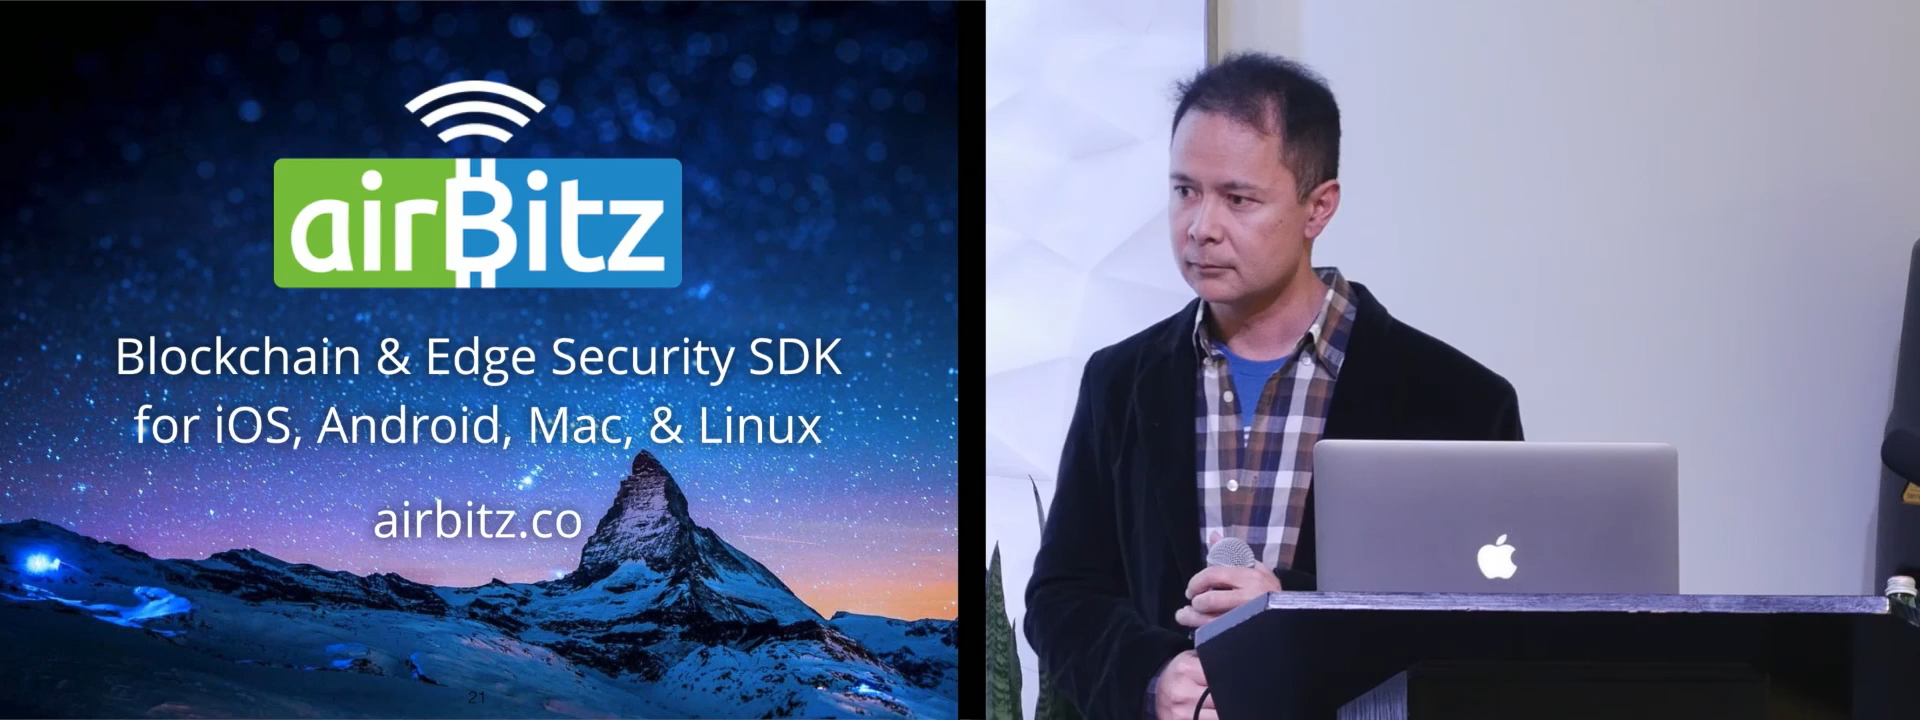 airBitz
Blockchain & Edge Security SDK
for iOS, Android, Mac, & Linux
airbitz.co
21